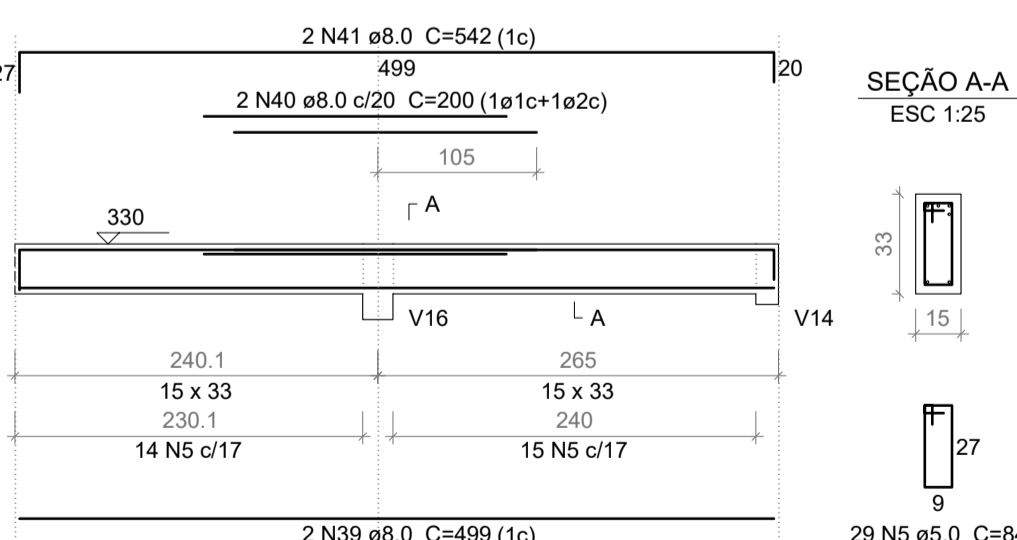 2 N41 ø8.0 C=542 (1c)
27 499 20
2 N40 ø8.0 c/20 C=200 (1ø1c+1ø2c)
105
SEÇÃO A-A
ESC 1:25
A
330
33
V16
A
V14
15
240.1 265
15 x 33 15 x 33
230.1 240
14 N5 c/17 15 N5 c/17
27
9
2 N39 ø8.0 C=499 (1c)
29 N5 ø5.0